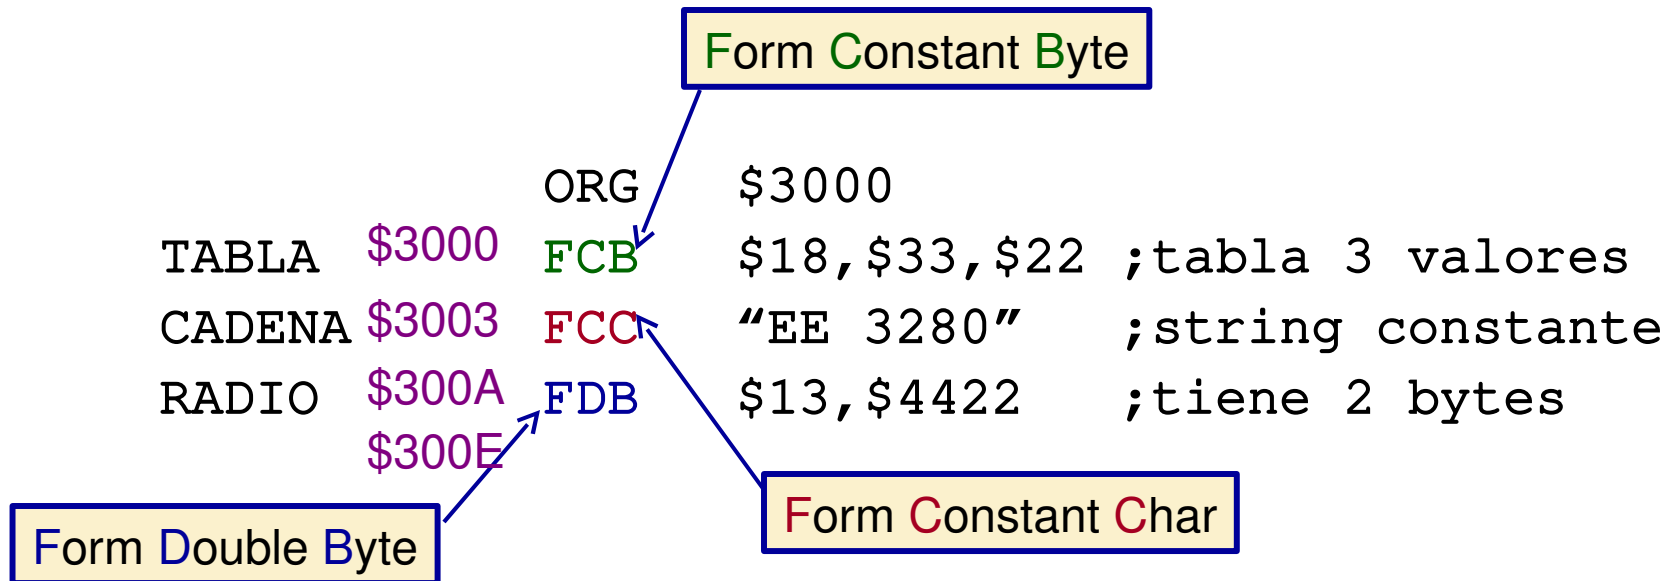 Form Constant Byte
ORG $3000
TABLA $3000 FCB $18,$33,$22 ;tabla 3 valores
CADENA $3003 FCC “EE 3280” ;string constante
RADIO $300A FDB $13,$4422 ;tiene 2 bytes
$300E
Form Constant Char
Form Double Byte